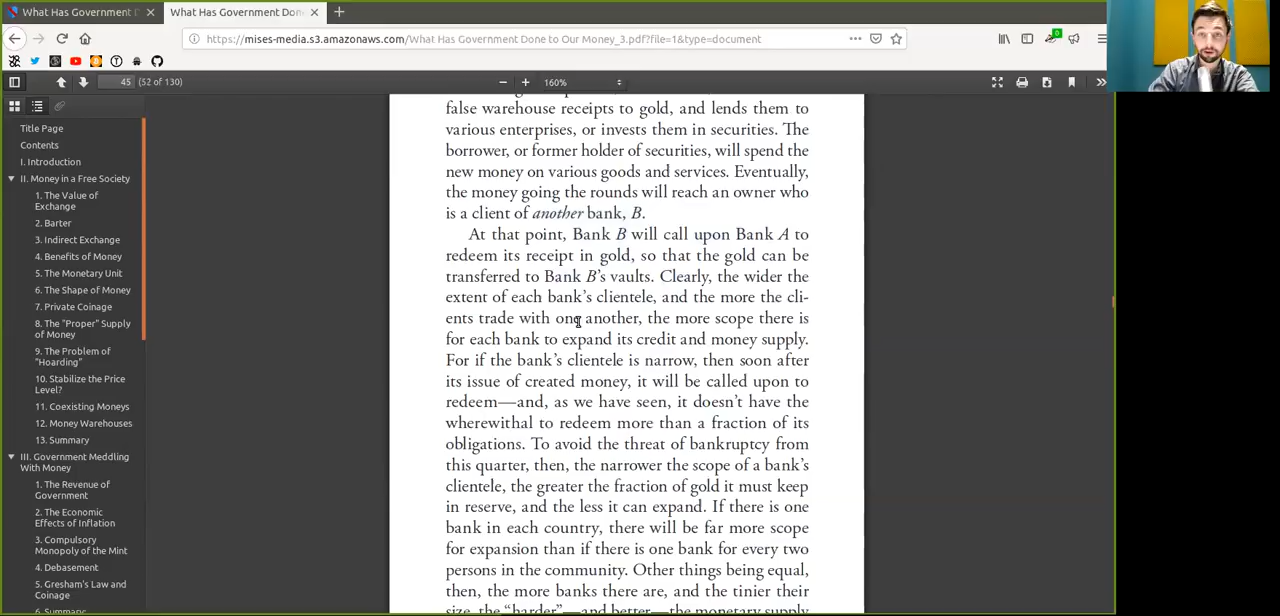 What Has Government I
What Has Government Done
https://mises-media.s3.amazonaws.com/What Has Government Done to Our Money_3.pdf?file=1&type=document
45 (52 of 130)
160%
Title Page
Contents
I. Introduction
II. Money in a Free Society
1. The Value of
Exchange
2. Barter
3. Indirect Exchange
4. Benefits of Money
5. The Monetary Unit
6. The Shape of Money
7. Private Coinage
8. The "Proper" Supply
of Money
9. The Problem of
"Hoarding"
10. Stabilize the Price
Level?
11. Coexisting Moneys
12. Money Warehouses
13. Summary
III. Government Meddling
With Money
1. The Revenue of
Government
2. The Economic
Effects of Inflation
3. Compulsory
Monopoly of the Mint
4. Debasement
5. Gresham's Law and
Coinage
6. Summary
false warehouse receipts to gold, and lends them to
various enterprises, or invests them in securities. The
borrower, or former holder of securities, will spend the
new money on various goods and services. Eventually,
the money going the rounds will reach an owner who
is a client of another bank, B.
At that point, Bank B will call upon Bank A to
redeem its receipt in gold, so that the gold can be
transferred to Bank B's vaults. Clearly, the wider the
extent of each bank's clientele, and the more the cli-
ents trade with one another, the more scope there is
for each bank to expand its credit and money supply.
For if the bank's clientele is narrow, then soon after
its issue of created money, it will be called upon to
redeem—and, as we have seen, it doesn't have the
wherewithal to redeem more than a fraction of its
obligations. To avoid the threat of bankruptcy from
this quarter, then, the narrower the scope of a bank's
clientele, the greater the fraction of gold it must keep
in reserve, and the less it can expand. If there is one
bank in each country, there will be far more scope
for expansion than if there is one bank for every two
persons in the community. Other things being equal,
then, the more banks there are, and the tinier their
size, the "harder"—and better—the monetary supply